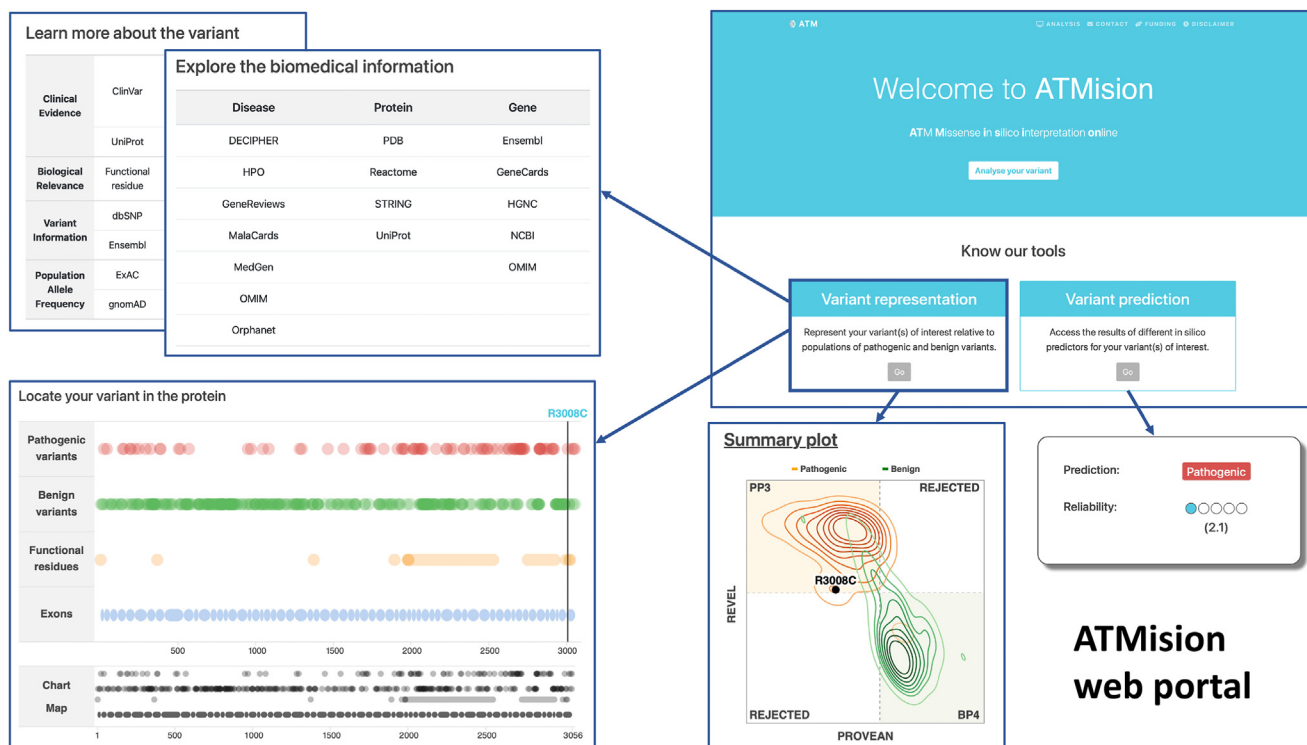 Learn more about the variant
Clinical
Evidence
ClinVar
UniProt
Biological
Relevance
Functional
residue
Variant
Information
dbSNP
Ensembl
Population
Allele
Frequency
ExAC
gnomAD
Explore the biomedical information
Disease Protein Gene
DECIPHER PDB Ensembl
HPO Reactome GeneCards
GeneReviews STRING HGNC
MalaCards UniProt NCBI
MedGen OMIM
OMIM
Orphanet
ATM ANALYSIS CONTACT FUNDING DISCLAIMER
Welcome to ATMision
ATM Missense in silico interpretation online
Analyse your variant
Know our tools
Variant representation
Represent your variant(s) of interest relative to
populations of pathogenic and benign variants.
Go
Variant prediction
Access the results of different in silico
predictors for your variant(s) of interest.
Go
Locate your variant in the protein
R3008C
Pathogenic
variants
Benign
variants
Functional
residues
Exons
500 1000 1500 2000 2500 3000
Chart
Map
1 500 1000 1500 2000 2500 3056
Summary plot
Pathogenic Benign
PP3 REJECTED
R3008C
REVEL
REJECTED BP4
PROVEAN
Prediction: Pathogenic
Reliability:
(2.1)
ATMision
web portal